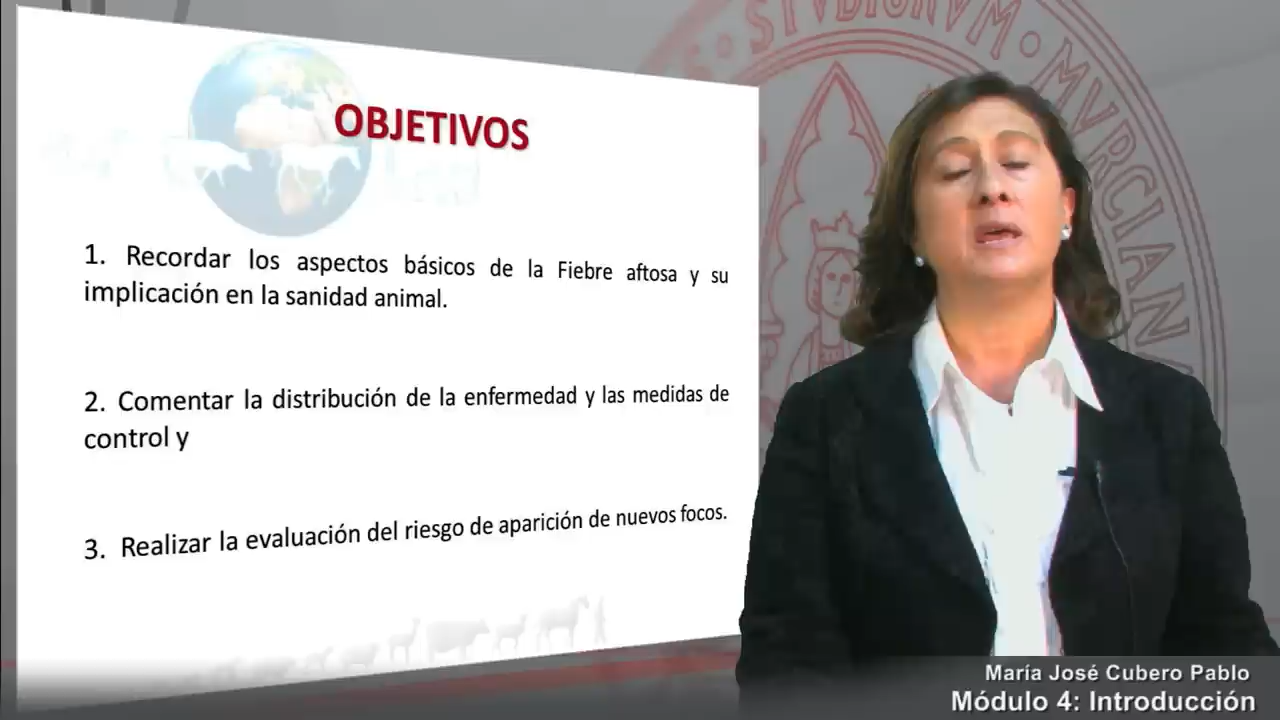 STVDIORVM
MVRCIANA
OBJETIVOS
1. Recordar los aspectos básicos de la Fiebre aftosa y su
implicación en la sanidad animal.
2. Comentar la distribución de la enfermedad y las medidas de
control y
3. Realizar la evaluación del riesgo de aparición de nuevos focos.
María José Cubero Pablo
Módulo 4: Introducción